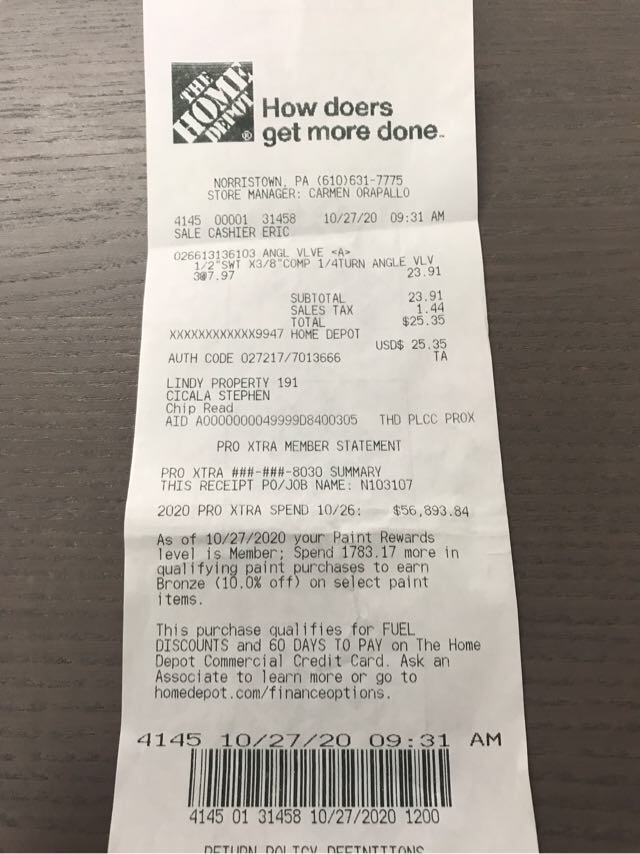 THE
HOME
DEPOT
®
How doers
get more done™
NORRISTOWN, PA (610)631-7775
STORE MANAGER: CARMEN ORAPALLO
4145 00001 31458 10/27/20 09:31 AM
SALE CASHIER ERIC
026613136103 ANGL VLVE <A>
1/2"SWT X3/8"COMP 1/4TURN ANGLE VLV
3@7.97 23.91
SUBTOTAL 23.91
SALES TAX 1.44
TOTAL $25.35
XXXXXXXXXXXX9947 HOME DEPOT
USD$ 25.35
AUTH CODE 027217/7013666 TA
LINDY PROPERTY 191
CICALA STEPHEN
Chip Read
AID A0000000049999D8400305 THD PLCC PROX
PRO XTRA MEMBER STATEMENT
PRO XTRA ###-###-8030 SUMMARY
THIS RECEIPT PO/JOB NAME: N103107
2020 PRO XTRA SPEND 10/26: $56,893.84
As of 10/27/2020 your Paint Rewards
level is Member; Spend 1783.17 more in
qualifying paint purchases to earn
Bronze (10.0% off) on select paint
items.
This purchase qualifies for FUEL
DISCOUNTS and 60 DAYS TO PAY on The Home
Depot Commercial Credit Card. Ask an
Associate to learn more or go to
homedepot.com/financeoptions.
4145 10/27/20 09:31 AM
4145 01 31458 10/27/2020 1200
RETURN POLICY DEFINITIONS